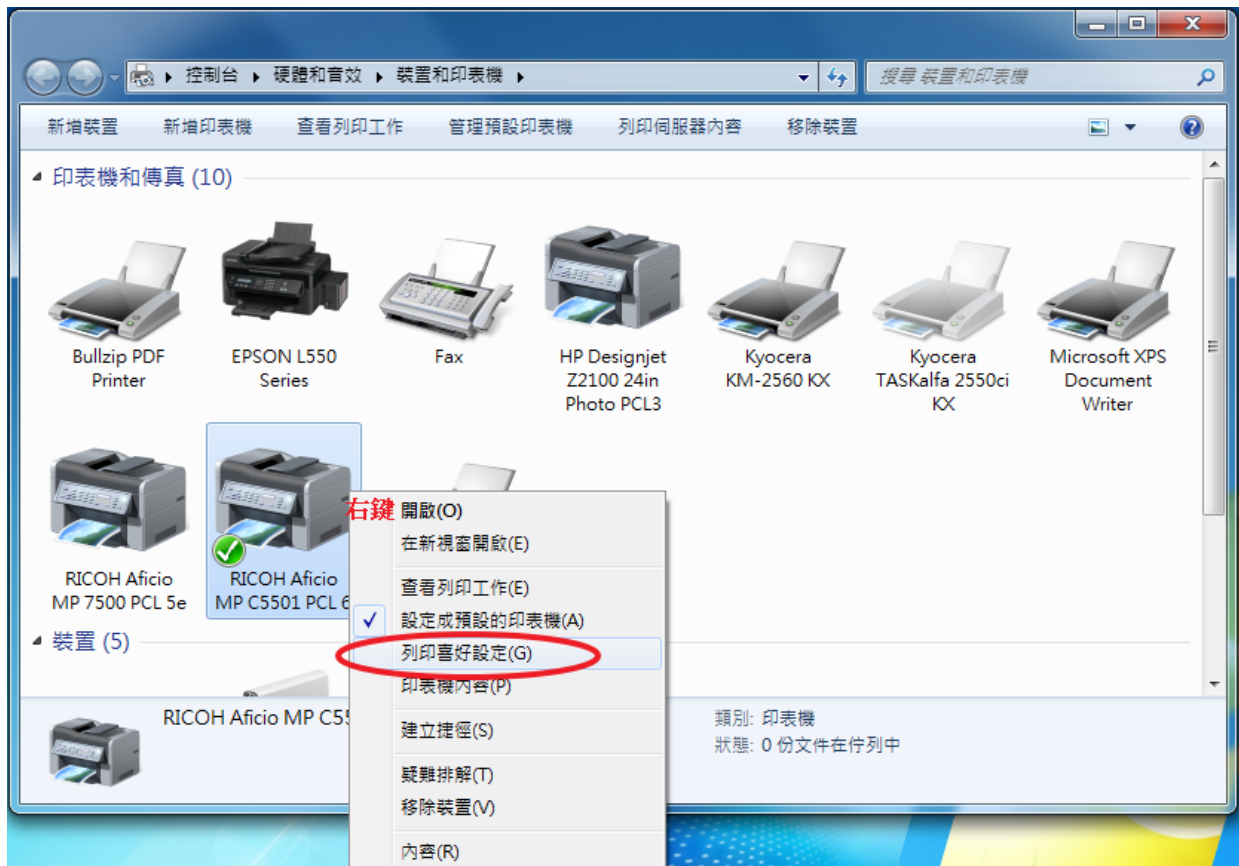 控制台 ▸ 硬體和音效 ▸ 裝置和印表機 ▸
搜尋 裝置和印表機
新增裝置 新增印表機 查看列印工作 管理預設印表機 列印伺服器內容 移除裝置
印表機和傳真 (10)
Bullzip PDF
Printer
EPSON L550
Series
Fax
HP Designjet
Z2100 24in
Photo PCL3
Kyocera
KM-2560 KX
Kyocera
TASKalfa 2550ci
KX
Microsoft XPS
Document
Writer
RICOH Aficio
MP 7500 PCL 5e
RICOH Aficio
MP C5501 PCL 6
右鍵
開啟(O)
在新視窗開啟(E)
查看列印工作(E)
設定成預設的印表機(A)
列印喜好設定(G)
印表機內容(P)
建立捷徑(S)
疑難排解(T)
移除裝置(V)
內容(R)
裝置 (5)
RICOH Aficio MP C55
類別: 印表機
狀態: 0 份文件在佇列中